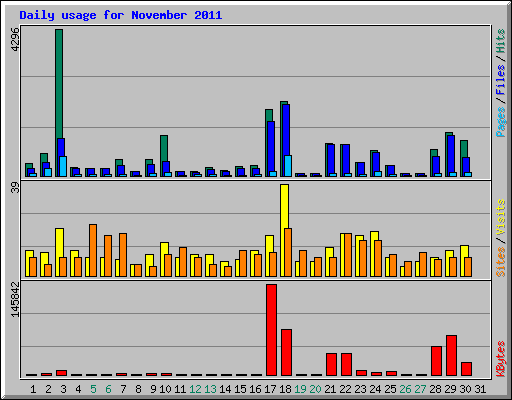 Daily usage for November 2011
4296
Pages / Files / Hits
39
Sites / Visits
145842
KBytes
1 2 3 4 5 6 7 8 9 10 11 12 13 14 15 16 17 18 19 20 21 22 23 24 25 26 27 28 29 30 31